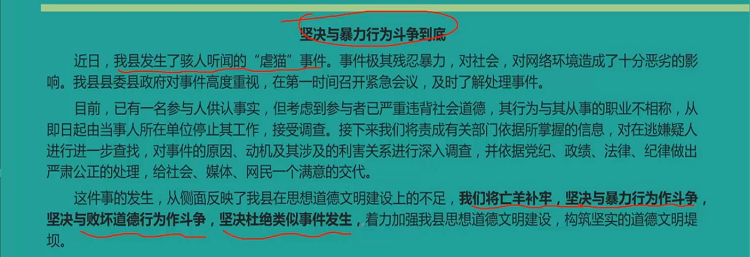 坚决与暴力行为斗争到底
近日，我县发生了骇人听闻的“虐猫”事件。事件极其残忍暴力，对社会，对网络环境造成了十分恶劣的影
响。我县县委县政府对事件高度重视，在第一时间召开紧急会议，及时了解处理事件。
目前，已有一名参与人供认事实，但考虑到参与者已严重违背社会道德，其行为与其从事的职业不相称，从
即日起由当事人所在单位停止其工作，接受调查。接下来我们将责成有关部门依据所掌握的信息，对在逃嫌疑人
进行进一步查找，对事件的原因、动机及其涉及的利害关系进行深入调查，并依据党纪、政绩、法律、纪律做出
严肃公正的处理，给社会、媒体、网民一个满意的交代。
这件事的发生，从侧面反映了我县在思想道德文明建设上的不足，我们将亡羊补牢，坚决与暴力行为作斗争，
坚决与败坏道德行为作斗争，坚决杜绝类似事件发生，着力加强我县思想道德文明建设，构筑坚实的道德文明堤
坝。